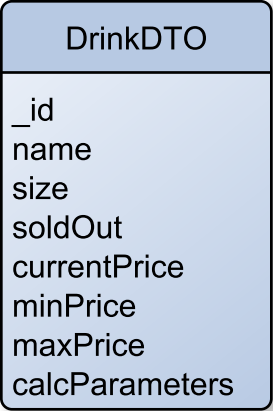 DrinkDTO
_id
name
size
soldOut
currentPrice
minPrice
maxPrice
calcParameters